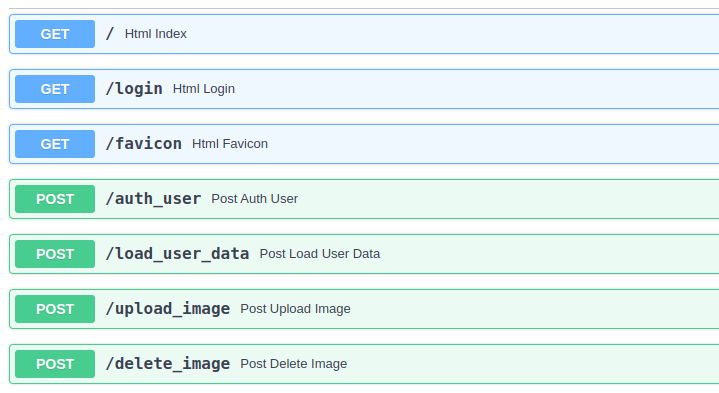 GET / Html Index
GET /login Html Login
GET /favicon Html Favicon
POST /auth_user Post Auth User
POST /load_user_data Post Load User Data
POST /upload_image Post Upload Image
POST /delete_image Post Delete Image